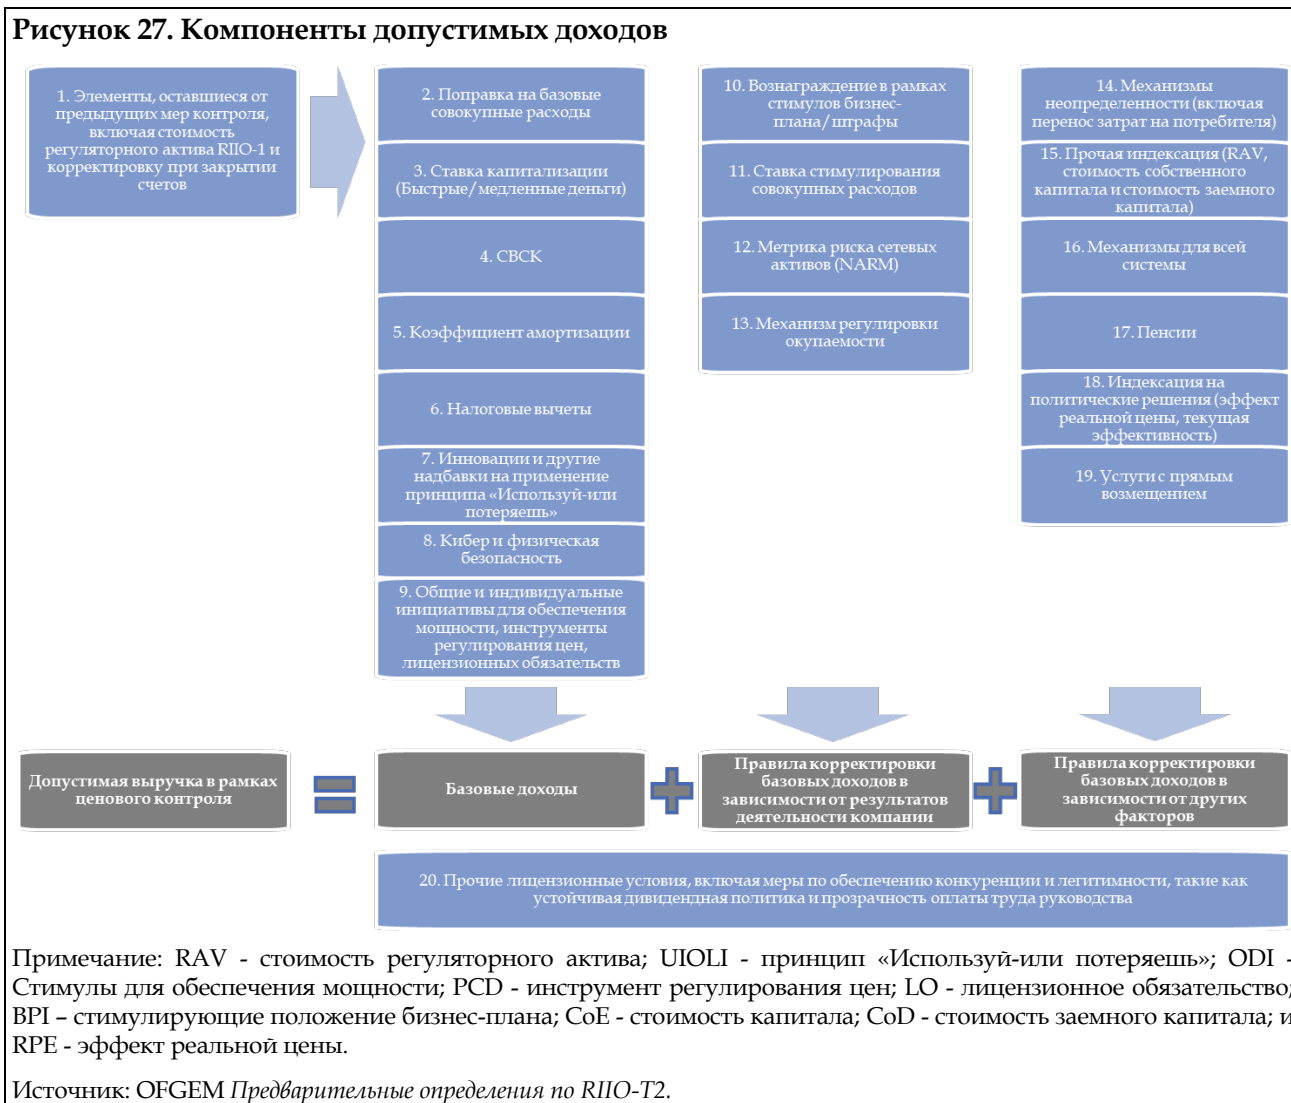 Рисунок 27. Компоненты допустимых доходов
1. Элементы, оставшиеся от
предыдущих мер контроля,
включая стоимость
регуляторного актива RIIO-1 и
корректировку при закрытии
счетов
2. Поправка на базовые
совокупные расходы
3. Ставка капитализации
(Быстрые/медленные деньги)
4. СВСК
5. Коэффициент амортизации
6. Налоговые вычеты
7. Инновации и другие
надбавки на применение
принципа «Используй-или
потеряешь»
8. Кибер и физическая
безопасность
9. Общие и индивидуальные
инициативы для обеспечения
мощности, инструменты
регулирования цен,
лицензионных обязательств
10. Вознаграждение в рамках
стимулов бизнес-
плана/штрафы
11. Ставка стимулирования
совокупных расходов
12. Метрика риска сетевых
активов (NARM)
13. Механизм регулировки
окупаемости
14. Механизмы
неопределенности (включая
перенос затрат на потребителя)
15. Прочая индексация (RAV,
стоимость собственного
капитала и стоимость заемного
капитала)
16. Механизмы для всей
системы
17. Пенсии
18. Индексация на
политические решения (эффект
реальной цены, текущая
эффективность)
19. Услуги с прямым
возмещением
Допустимая выручка в рамках
ценового контроля
Базовые доходы
Правила корректировки
базовых доходов в
зависимости от результатов
деятельности компании
Правила корректировки
базовых доходов в
зависимости от других
факторов
20. Прочие лицензионные условия, включая меры по обеспечению конкуренции и легитимности, такие как
устойчивая дивидендная политика и прозрачность оплаты труда руководства
Примечание: RAV - стоимость регуляторного актива; UIOLI - принцип «Используй-или потеряешь»; ODI -
Стимулы для обеспечения мощности; PCD - инструмент регулирования цен; LO - лицензионное обязательство;
BPI – стимулирующие положение бизнес-плана; CoE - стоимость капитала; CoD - стоимость заемного капитала; и
RPE - эффект реальной цены.
Источник: OFGEM Предварительные определения по RIIO-T2.